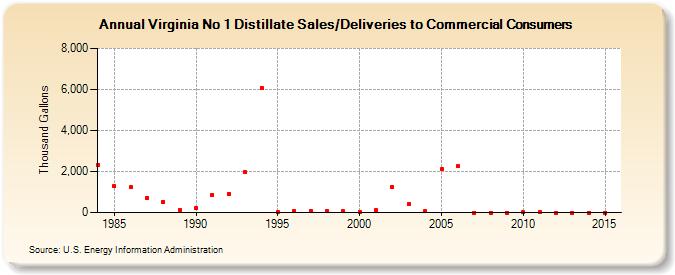 Annual Virginia No 1 Distillate Sales/Deliveries to Commercial Consumers
Thousand Gallons
8,000
6,000
4,000
2,000
0
1985 1990 1995 2000 2005 2010 2015
Source: U.S. Energy Information Administration